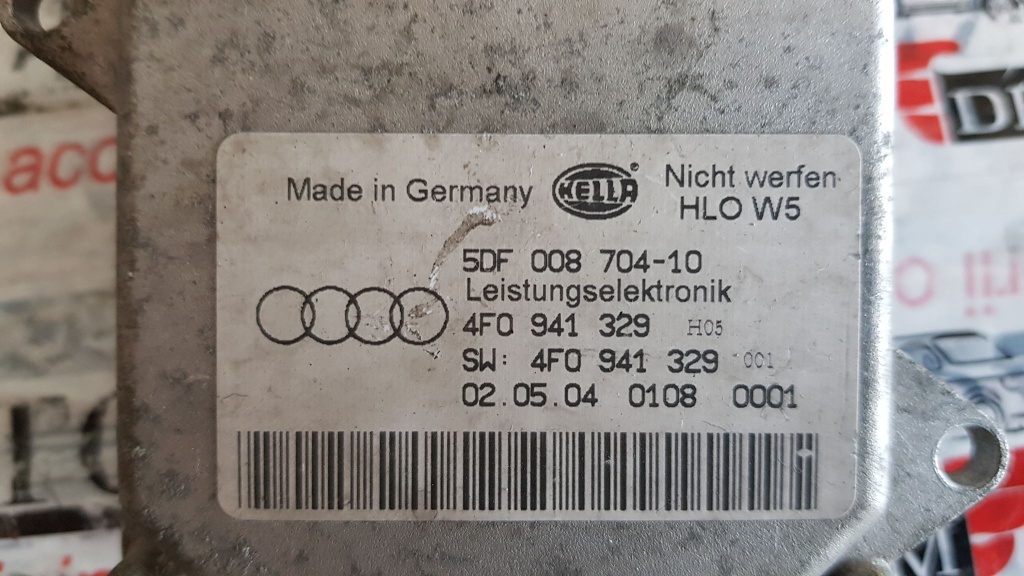 Made in Germany HELLA® Nicht werfen
HLO W5
5DF 008 704-10
Leistungselektronik
4F0 941 329 H05
SW: 4F0 941 329 001
02.05.04 0108 0001